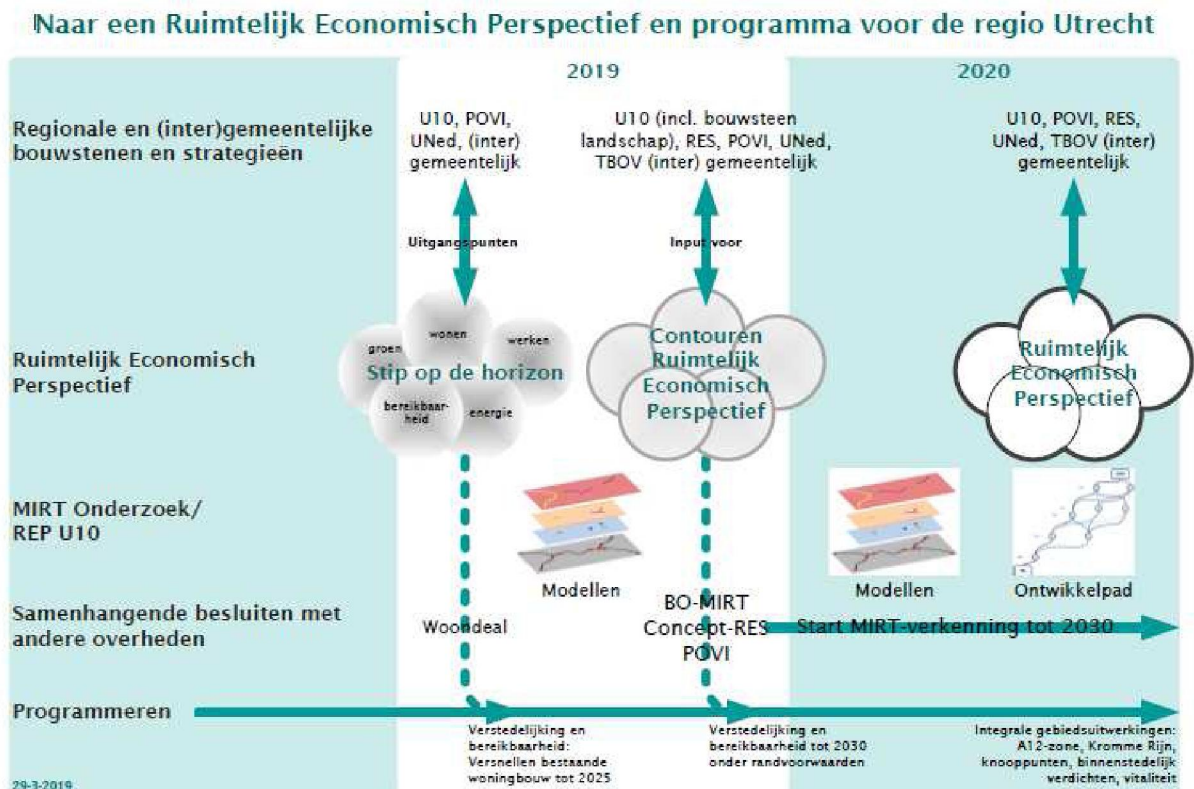 Naar een Ruimtelijk Economisch Perspectief en programma voor de regio Utrecht
2019
2020
Regionale en (inter)gemeentelijke
bouwstenen en strategieën
U10, POVI,
UNed, (inter)
gemeentelijk
U10 (incl. bouwsteen
landschap), RES, POVI, UNed,
TBOV (inter) gemeentelijk
U10, POVI, RES,
UNed, TBOV (inter)
gemeentelijk
Uitgangspunten
Input voor
Ruimtelijk Economisch
Perspectief
groen
wonen
werken
Stip op de horizon
bereikbaar-
heid
energie
Contouren
Ruimtelijk
Economisch
Perspectief
Ruimtelijk
Economisch
Perspectief
MIRT Onderzoek/
REP U10
Modellen
Modellen
Ontwikkelpad
Samenhangende besluiten met
andere overheden
Woondeal
BO-MIRT
Concept-RES
POVI
Start MIRT-verkenning tot 2030
Programmeren
Verstedelijking en
bereikbaarheid:
Versnellen bestaande
woningbouw tot 2025
Verstedelijking en
bereikbaarheid tot 2030
onder randvoorwaarden
Integrale gebiedsuitwerkingen:
A12-zone, Kromme Rijn,
knooppunten, binnenstedelijk
verdichten, vitaliteit
29-3-2019